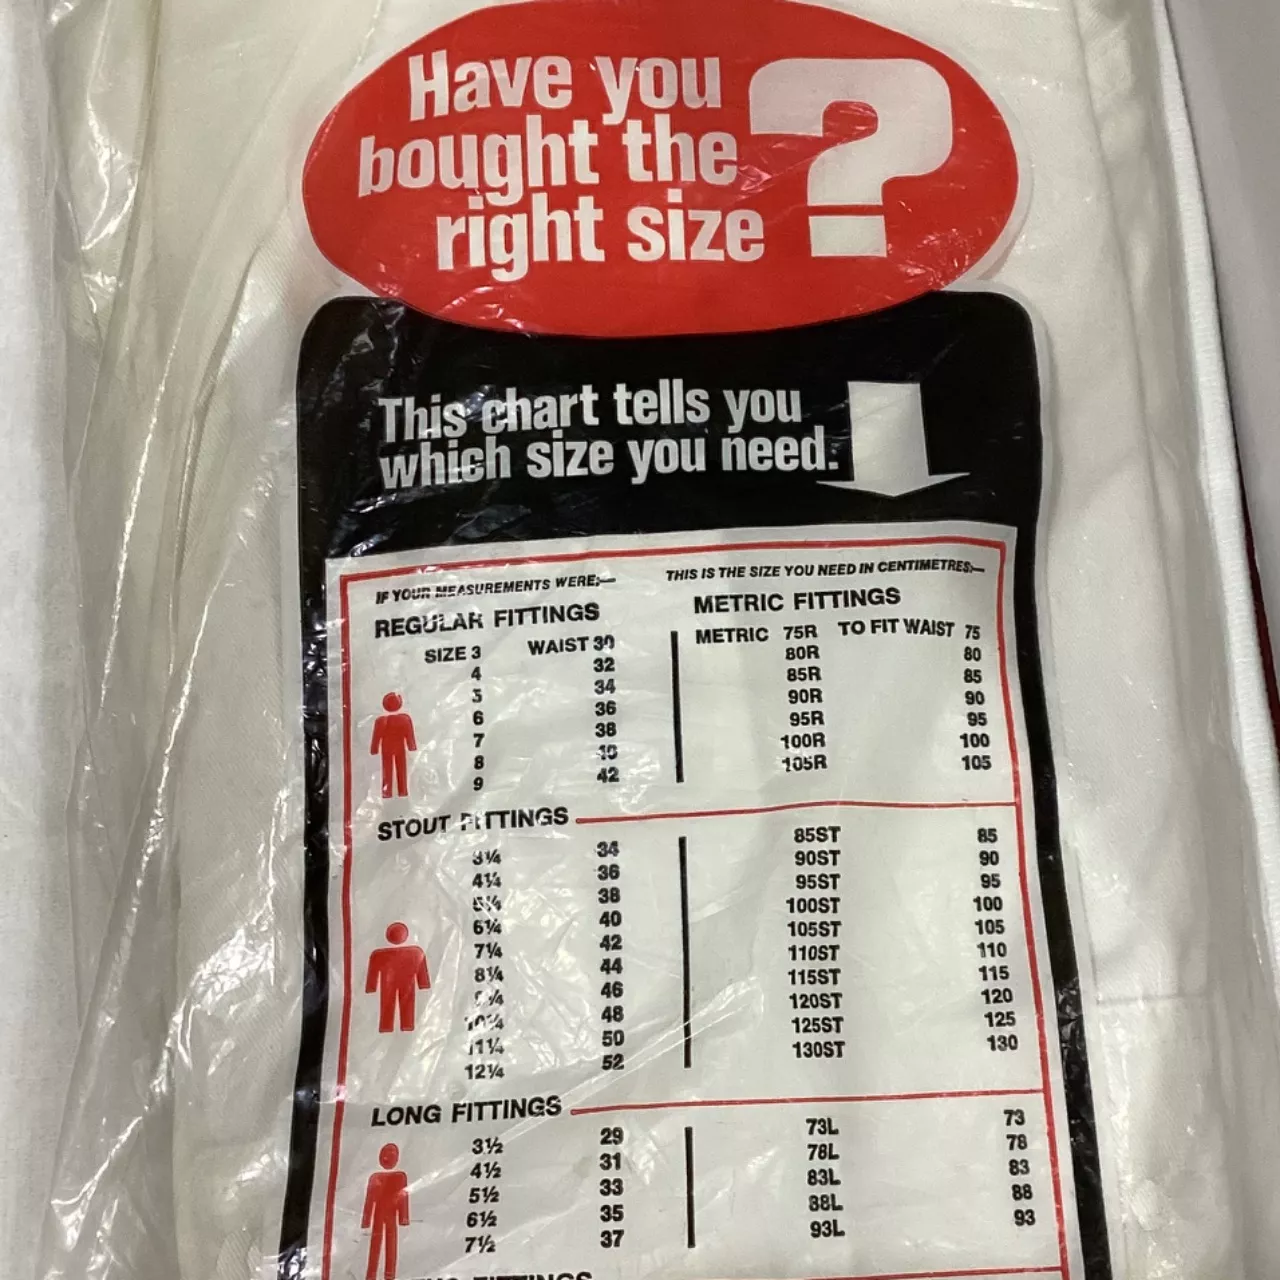 Have you
bought the
right size
?
This chart tells you
which size you need.
IF YOUR MEASUREMENTS WERE:— THIS IS THE SIZE YOU NEED IN CENTIMETRES:—
REGULAR FITTINGS METRIC FITTINGS
SIZE 3 WAIST 30 METRIC 75R TO FIT WAIST 75
4 32 80R 80
5 34 85R 85
6 36 90R 90
7 38 95R 95
8 40 100R 100
9 42 105R 105
STOUT FITTINGS
3¼ 34 85ST 85
4¼ 36 90ST 90
5¼ 38 95ST 95
6¼ 40 100ST 100
7¼ 42 105ST 105
8¼ 44 110ST 110
9¼ 46 115ST 115
10¼ 48 120ST 120
11¼ 50 125ST 125
12¼ 52 130ST 130
LONG FITTINGS
3½ 29 73L 73
4½ 31 78L 78
5½ 33 83L 83
6½ 35 88L 88
7½ 37 93L 93
FITTINGS